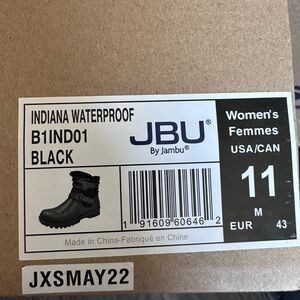 INDIANA WATERPROOF
B1IND01
BLACK
JBU®
By Jambu®
Women's
Femmes
USA/CAN
11
M
EUR 43
1 91609 60646 2
Made in China-Fabriqué en Chine
JXSMAY22